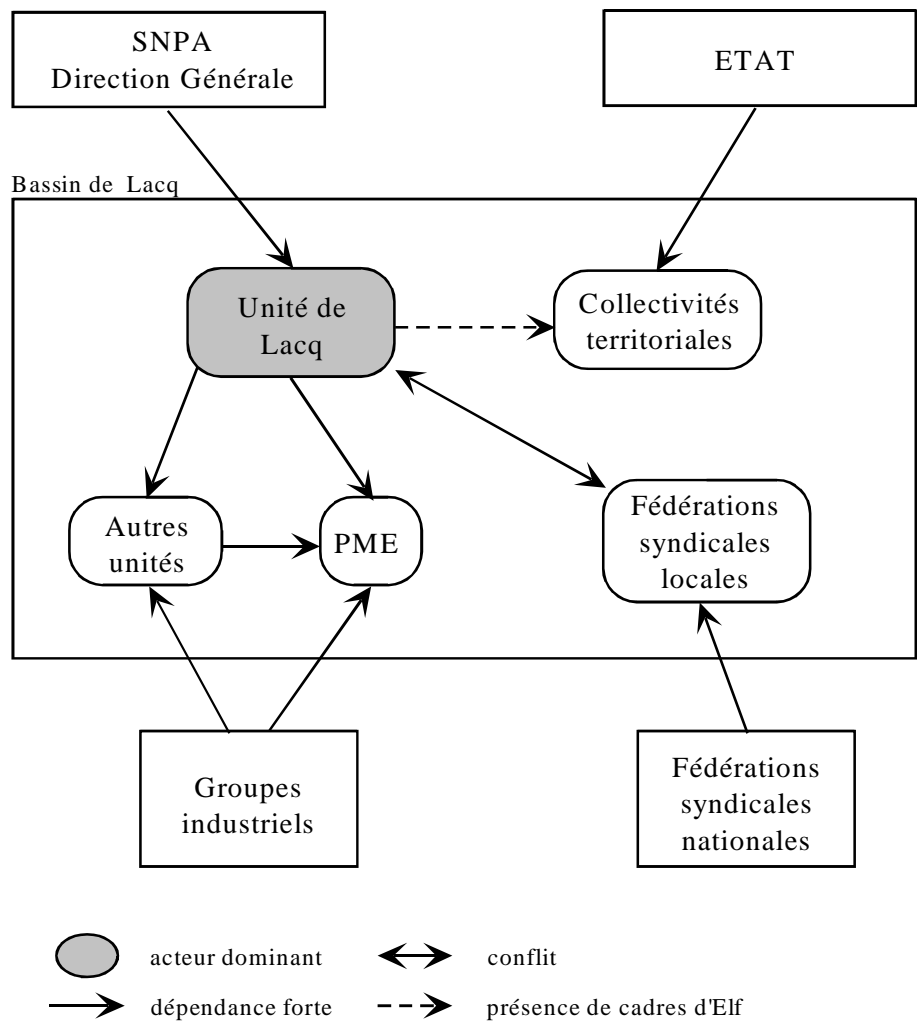 SNPA
Direction Générale
ETAT
Bassin de Lacq
Unité de
Lacq
Collectivités
territoriales
Autres
unités
PME
Fédérations
syndicales
locales
Groupes
industriels
Fédérations
syndicales
nationales
acteur dominant
conflit
dépendance forte
présence de cadres d'Elf